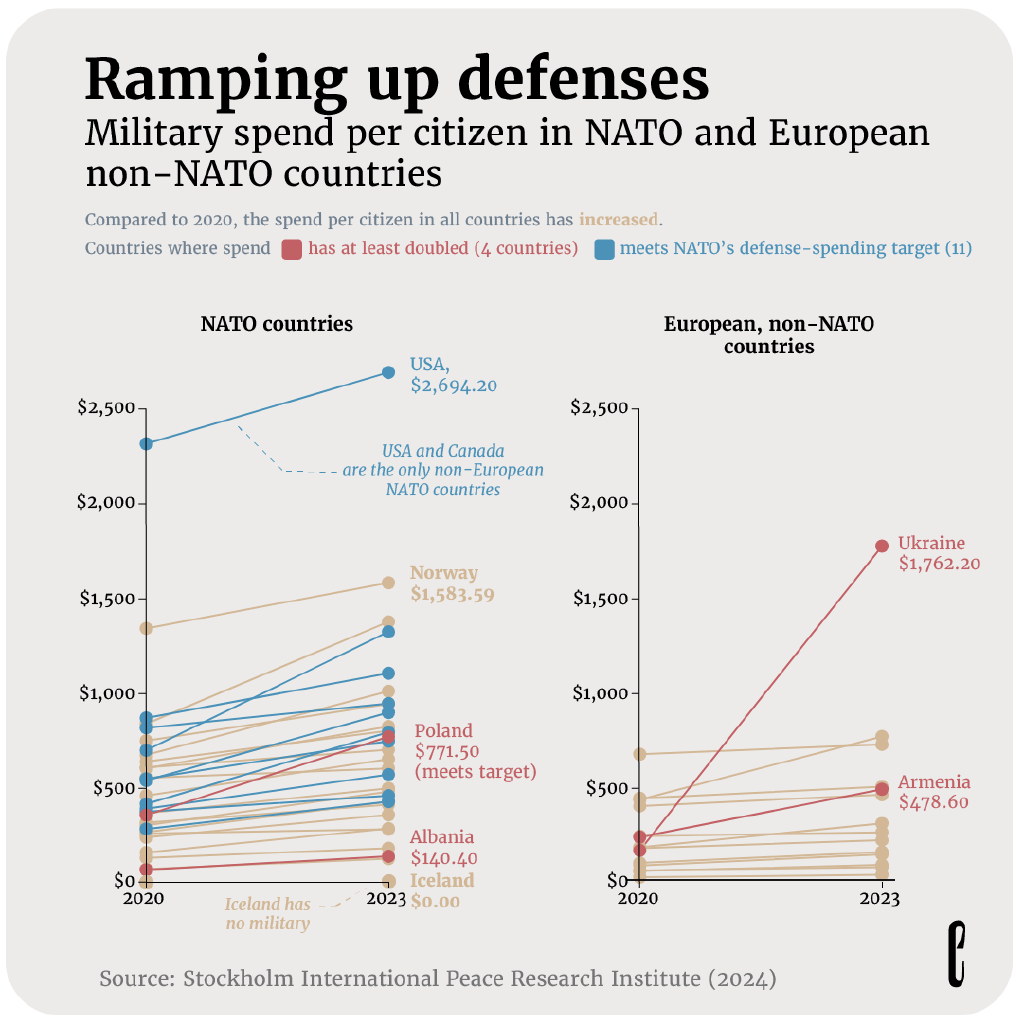 Ramping up defenses
Military spend per citizen in NATO and European
non-NATO countries
Compared to 2020, the spend per citizen in all countries has increased.
Countries where spend has at least doubled (4 countries) meets NATO's defense-spending target (11)
NATO countries
USA,
$2,694.20
$2,500
USA and Canada
are the only non-European
NATO countries
$2,000
Norway
$1,583.59
$1,500
$1,000
Poland
$771.50
(meets target)
$500
Albania
$140.40
Iceland
$0.00
$0
2020
2023
Iceland has
no military
European, non-NATO
countries
$2,500
$2,000
Ukraine
$1,762.20
$1,500
$1,000
Armenia
$478.60
$500
$0
2020
2023
Source: Stockholm International Peace Research Institute (2024)